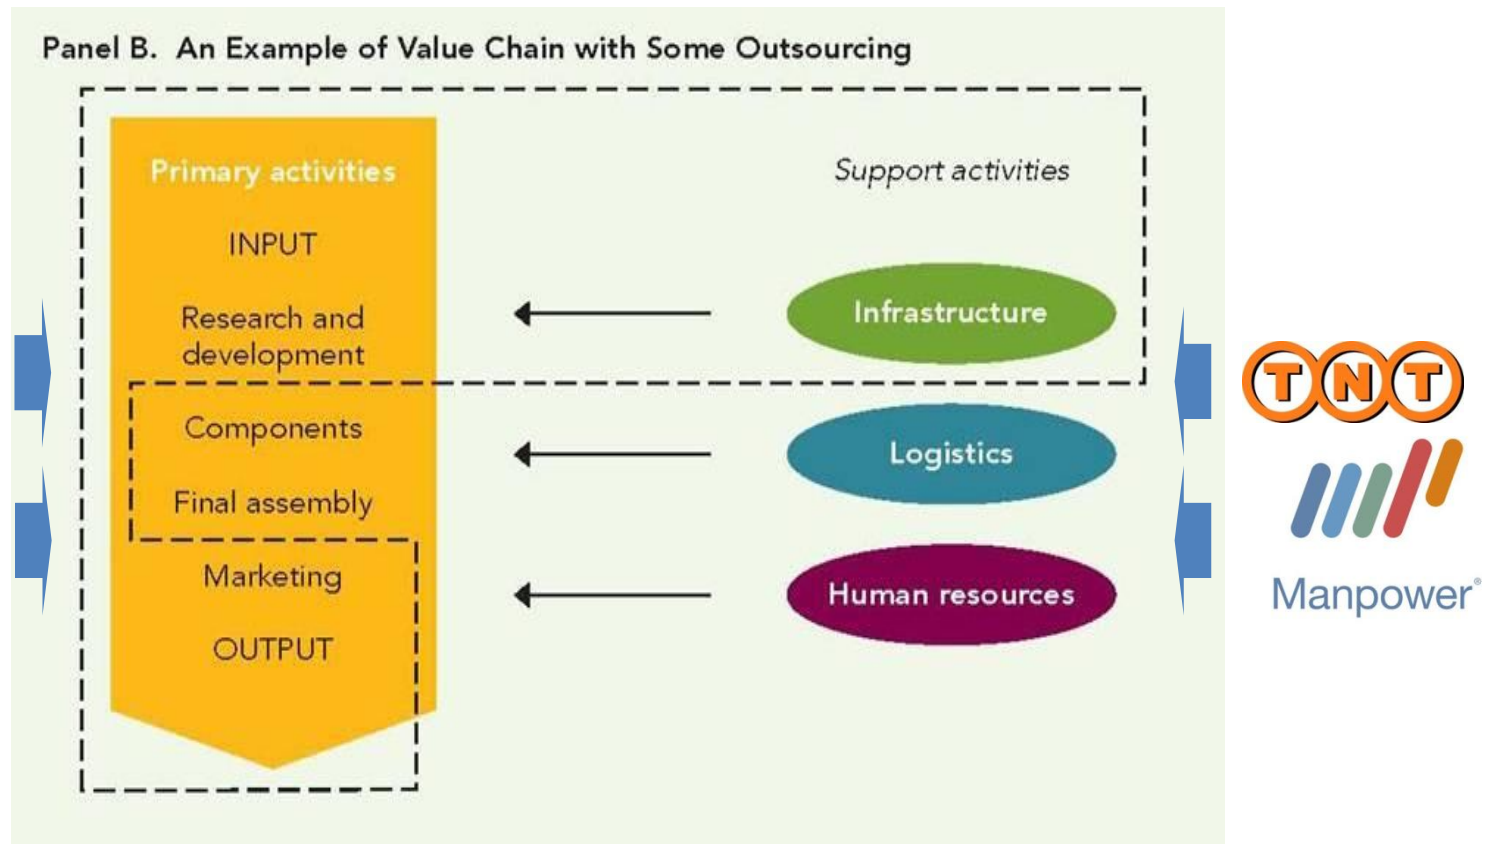 Panel B. An Example of Value Chain with Some Outsourcing
Primary activities
INPUT
Research and
development
Components
Final assembly
Marketing
OUTPUT
Support activities
Infrastructure
Logistics
Human resources
TNT
Manpower®